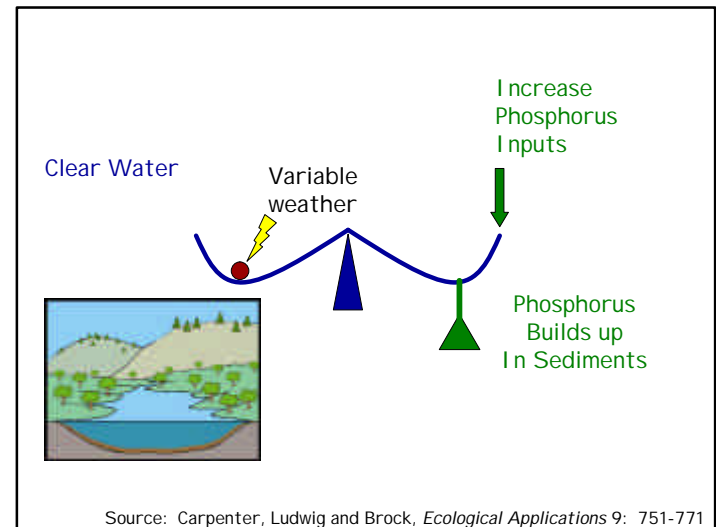 Increase
Phosphorus
Inputs
Clear Water
Variable
weather
Phosphorus
Builds up
In Sediments
Source: Carpenter, Ludwig and Brock, Ecological Applications 9: 751-771